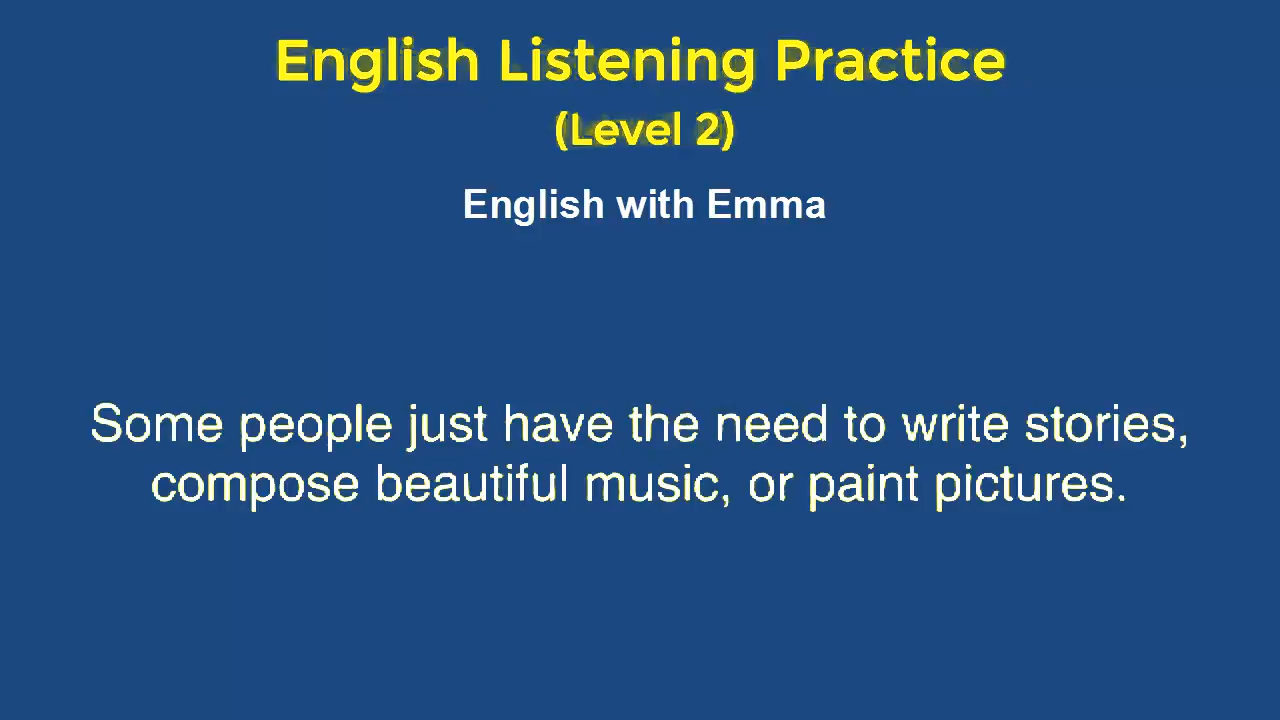 English Listening Practice
(Level 2)
English with Emma
Some people just have the need to write stories,
compose beautiful music, or paint pictures.